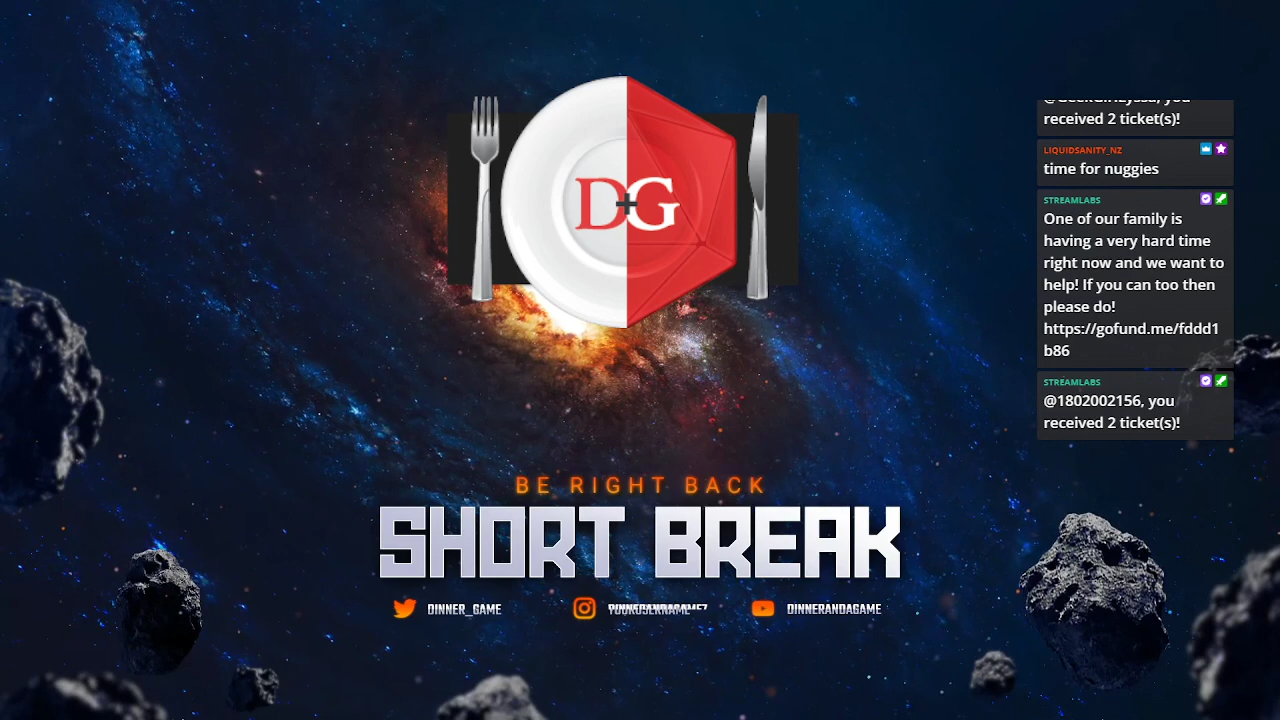 D+G
received 2 ticket(s)!
LIQUIDSANITY_NZ
time for nuggies
STREAMLABS
One of our family is
having a very hard time
right now and we want to
help! If you can too then
please do!
https://gofund.me/fddd1
b86
STREAMLABS
@1802002156, you
received 2 ticket(s)!
BE RIGHT BACK
SHORT BREAK
DINNER_GAME
DINNERANDAGAME